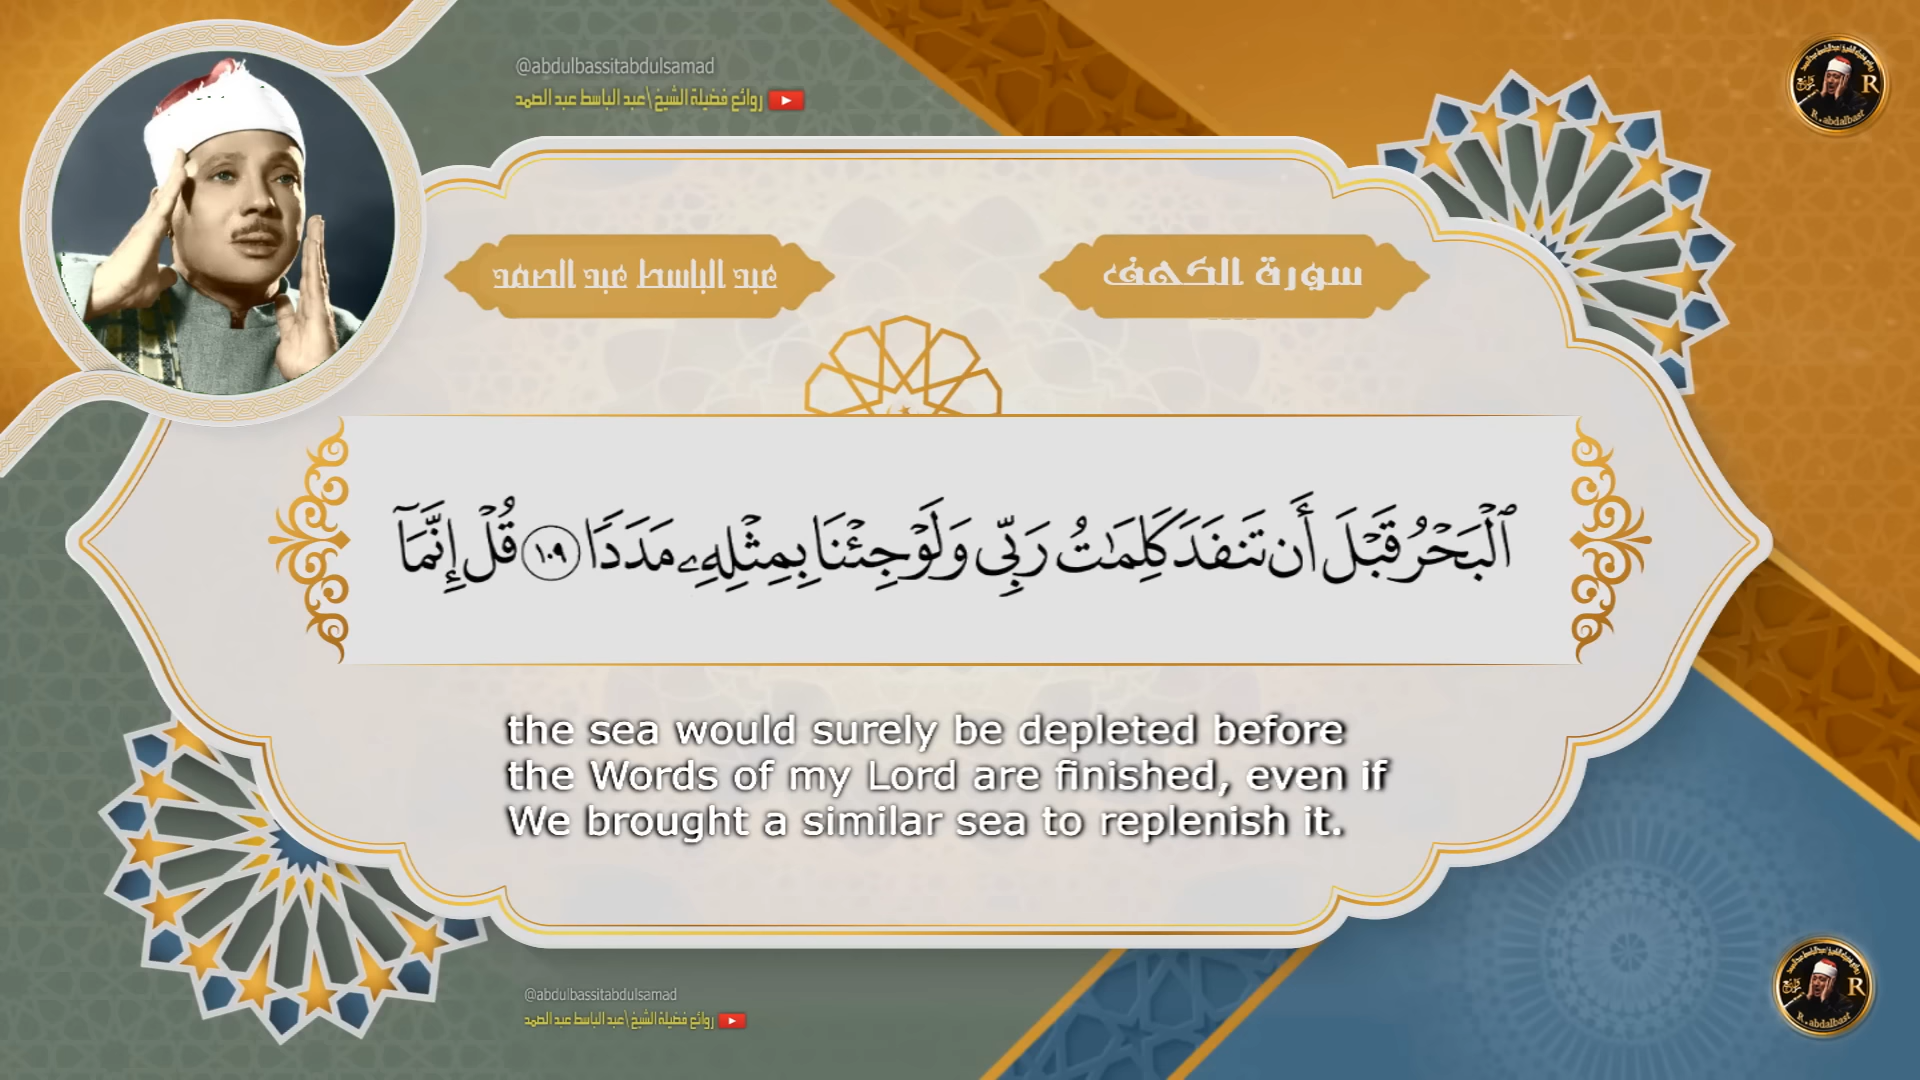 @abdulbassitabdulsamad
روائع فضيلة الشيخ \ عبد الباسط عبد الصمد
سورة الكهف
عبد الباسط عبد الصمد
ٱلْبَحْرُ قَبْلَ أَن تَنفَدَ كَلِمَٰتُ رَبِّى وَلَوْ جِئْنَا بِمِثْلِهِۦ مَدَدًا ١٠٩ قُلْ إِنَّمَآ
the sea would surely be depleted before
the Words of my Lord are finished, even if
We brought a similar sea to replenish it.
@abdulbassitabdulsamad
روائع فضيلة الشيخ \ عبد الباسط عبد الصمد
R
R.abdalbast
R
R.abdalbast